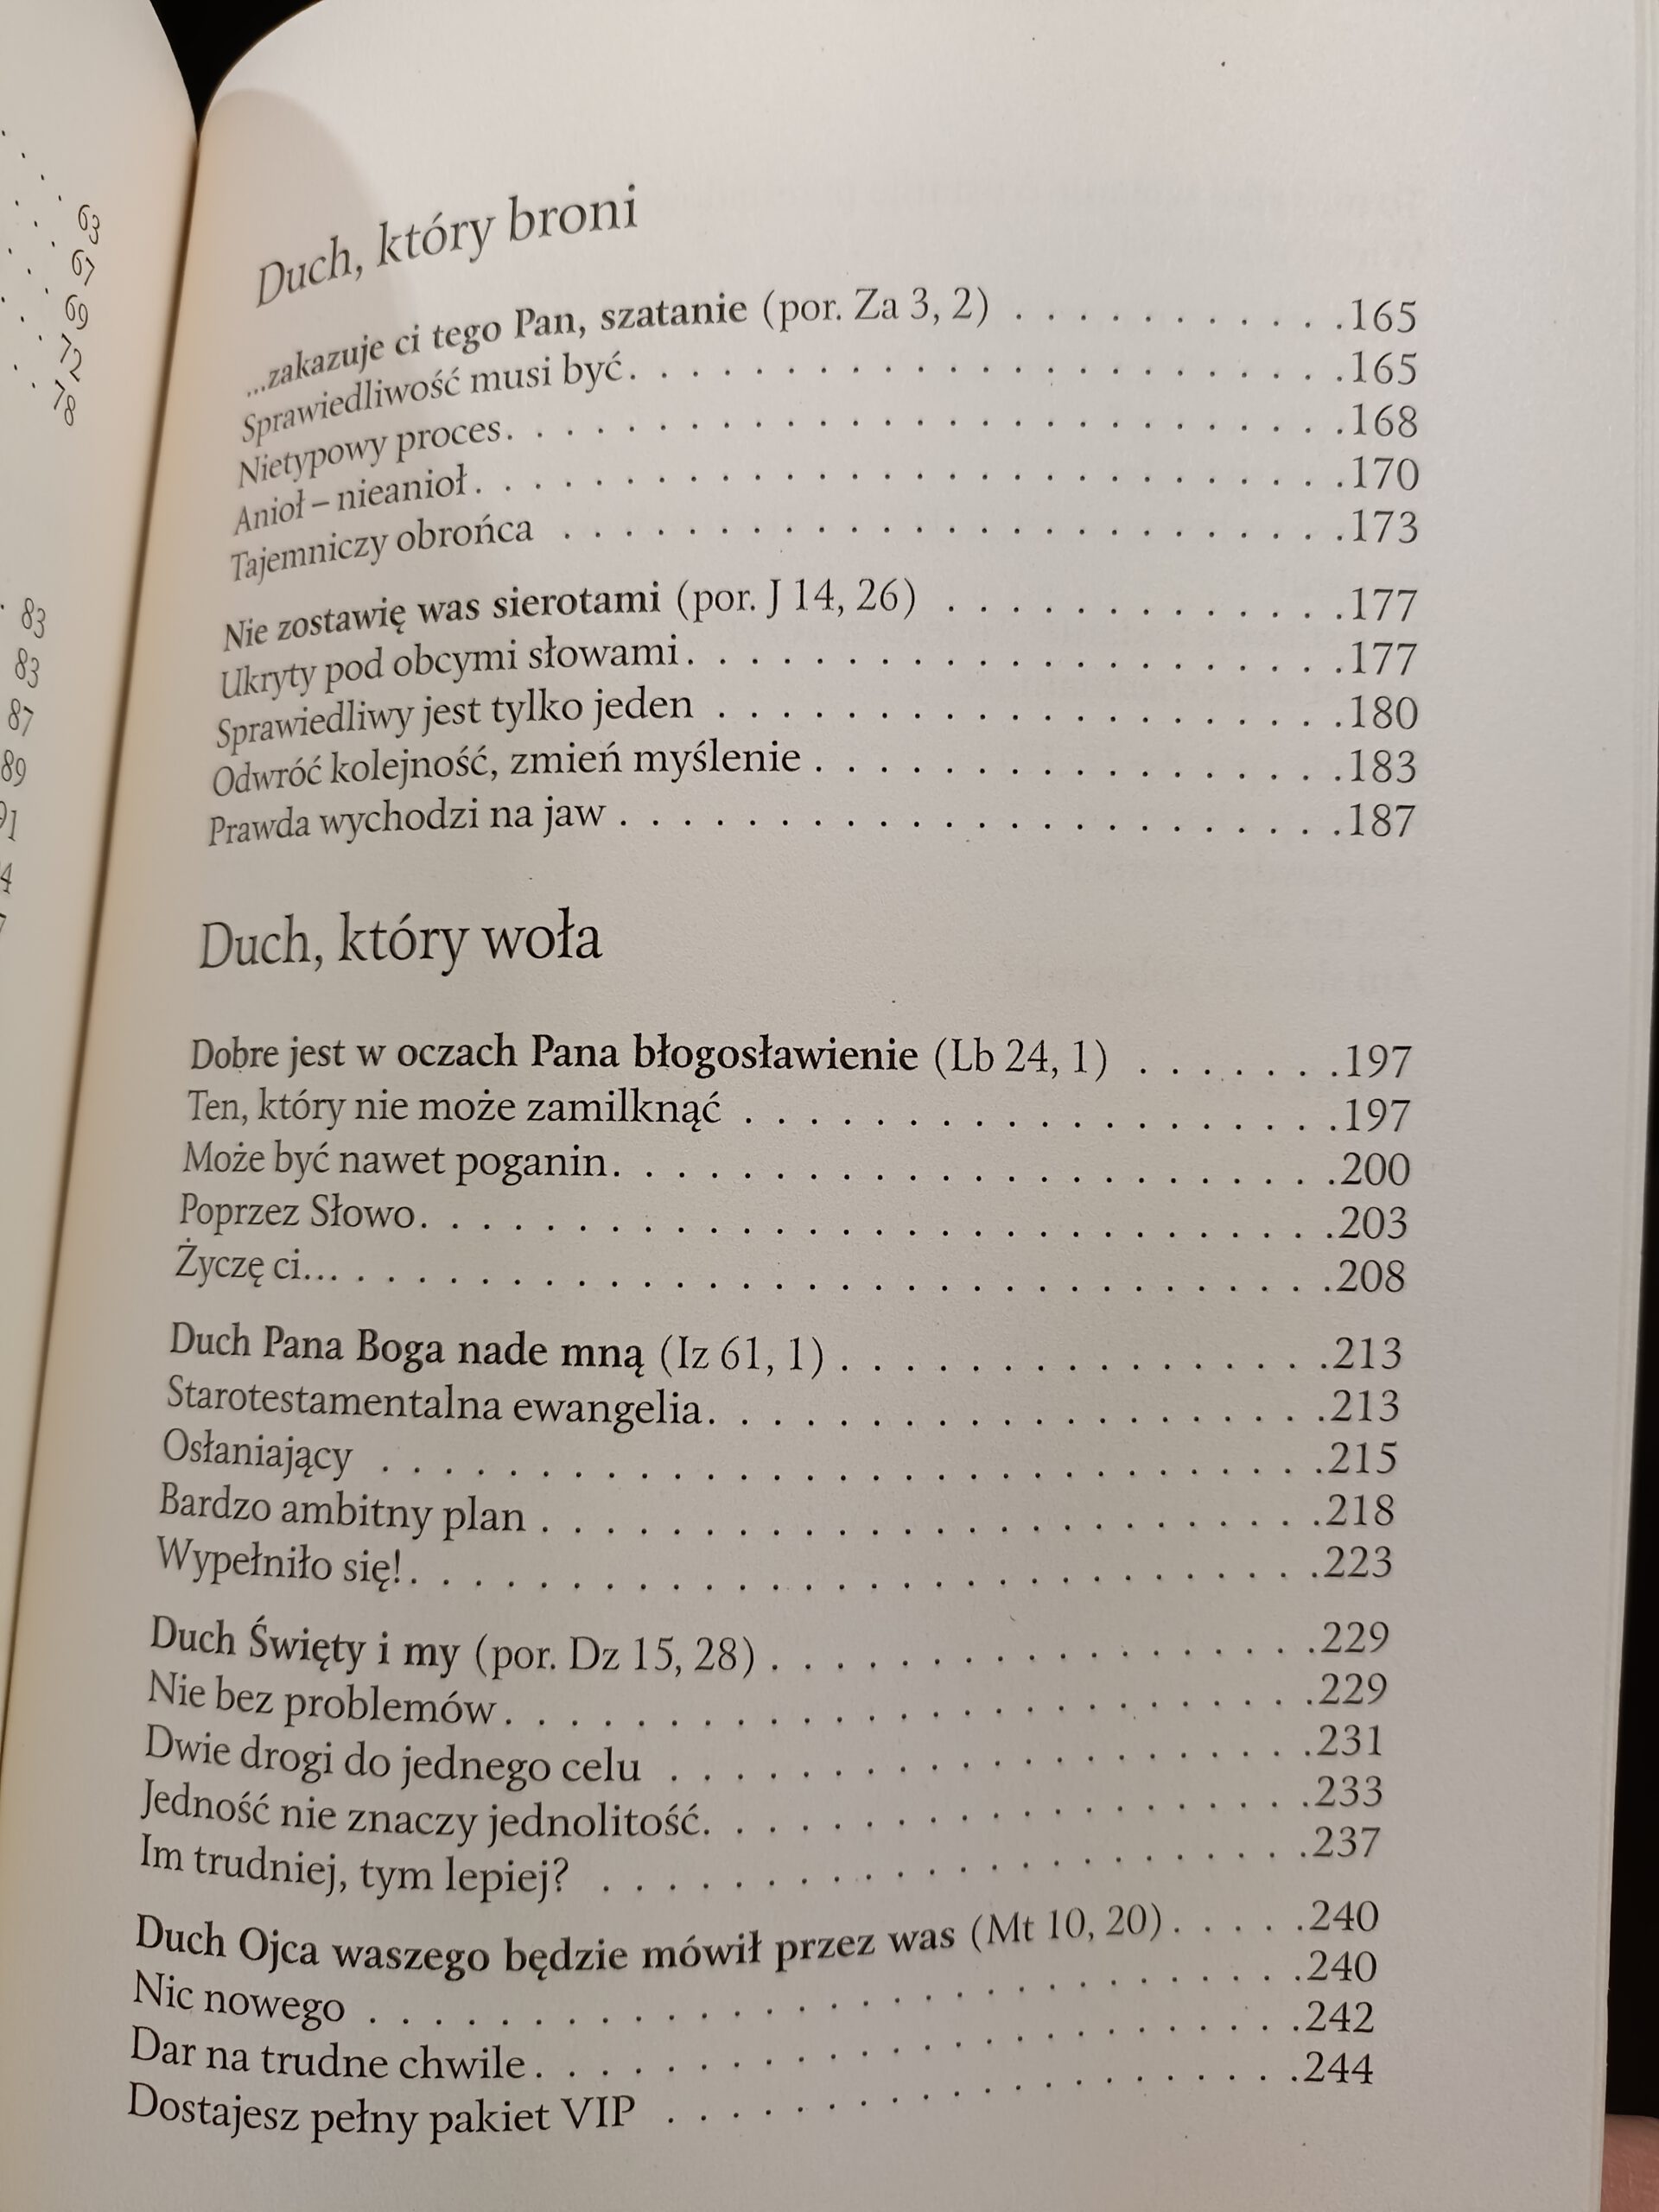 63
67
69
72
78
83
83
87
89
Duch, który broni
...zakazuje ci tego Pan, szatanie (por. Za 3, 2) . . . . . . . . . . . .165
Sprawiedliwość musi być. . . . . . . . . . . . . . . . . . . . . . . .165
Nietypowy proces. . . . . . . . . . . . . . . . . . . . . . . . . . . .168
Anioł – nieanioł. . . . . . . . . . . . . . . . . . . . . . . . . . . . .170
Tajemniczy obrońca . . . . . . . . . . . . . . . . . . . . . . . . . .173
Nie zostawię was sierotami (por. J 14, 26) . . . . . . . . . . . . . .177
Ukryty pod obcymi słowami. . . . . . . . . . . . . . . . . . . . . .177
Sprawiedliwy jest tylko jeden . . . . . . . . . . . . . . . . . . . . .180
Odwróć kolejność, zmień myślenie . . . . . . . . . . . . . . . . . .183
Prawda wychodzi na jaw . . . . . . . . . . . . . . . . . . . . . . . .187
Duch, który woła
Dobre jest w oczach Pana błogosławienie (Lb 24, 1) . . . . . . . .197
Ten, który nie może zamilknąć . . . . . . . . . . . . . . . . . . . .197
Może być nawet poganin. . . . . . . . . . . . . . . . . . . . . . . .200
Poprzez Słowo. . . . . . . . . . . . . . . . . . . . . . . . . . . . . .203
Życzę ci... . . . . . . . . . . . . . . . . . . . . . . . . . . . . . . . .208
Duch Pana Boga nade mną (Iz 61, 1) . . . . . . . . . . . . . . . . .213
Starotestamentalna ewangelia. . . . . . . . . . . . . . . . . . . . .213
Osłaniający . . . . . . . . . . . . . . . . . . . . . . . . . . . . . . .215
Bardzo ambitny plan . . . . . . . . . . . . . . . . . . . . . . . . . .218
Wypełniło się!. . . . . . . . . . . . . . . . . . . . . . . . . . . . . .223
Duch Święty i my (por. Dz 15, 28) . . . . . . . . . . . . . . . . . . .229
Nie bez problemów. . . . . . . . . . . . . . . . . . . . . . . . . . .229
Dwie drogi do jednego celu . . . . . . . . . . . . . . . . . . . . . .231
Jedność nie znaczy jednolitość. . . . . . . . . . . . . . . . . . . . .233
Im trudniej, tym lepiej? . . . . . . . . . . . . . . . . . . . . . . . .237
Duch Ojca waszego będzie mówił przez was (Mt 10, 20). . . . . .240
Nic nowego . . . . . . . . . . . . . . . . . . . . . . . . . . . . . . .240
Dar na trudne chwile. . . . . . . . . . . . . . . . . . . . . . . . . .242
Dostajesz pełny pakiet VIP . . . . . . . . . . . . . . . . . . . . . .244